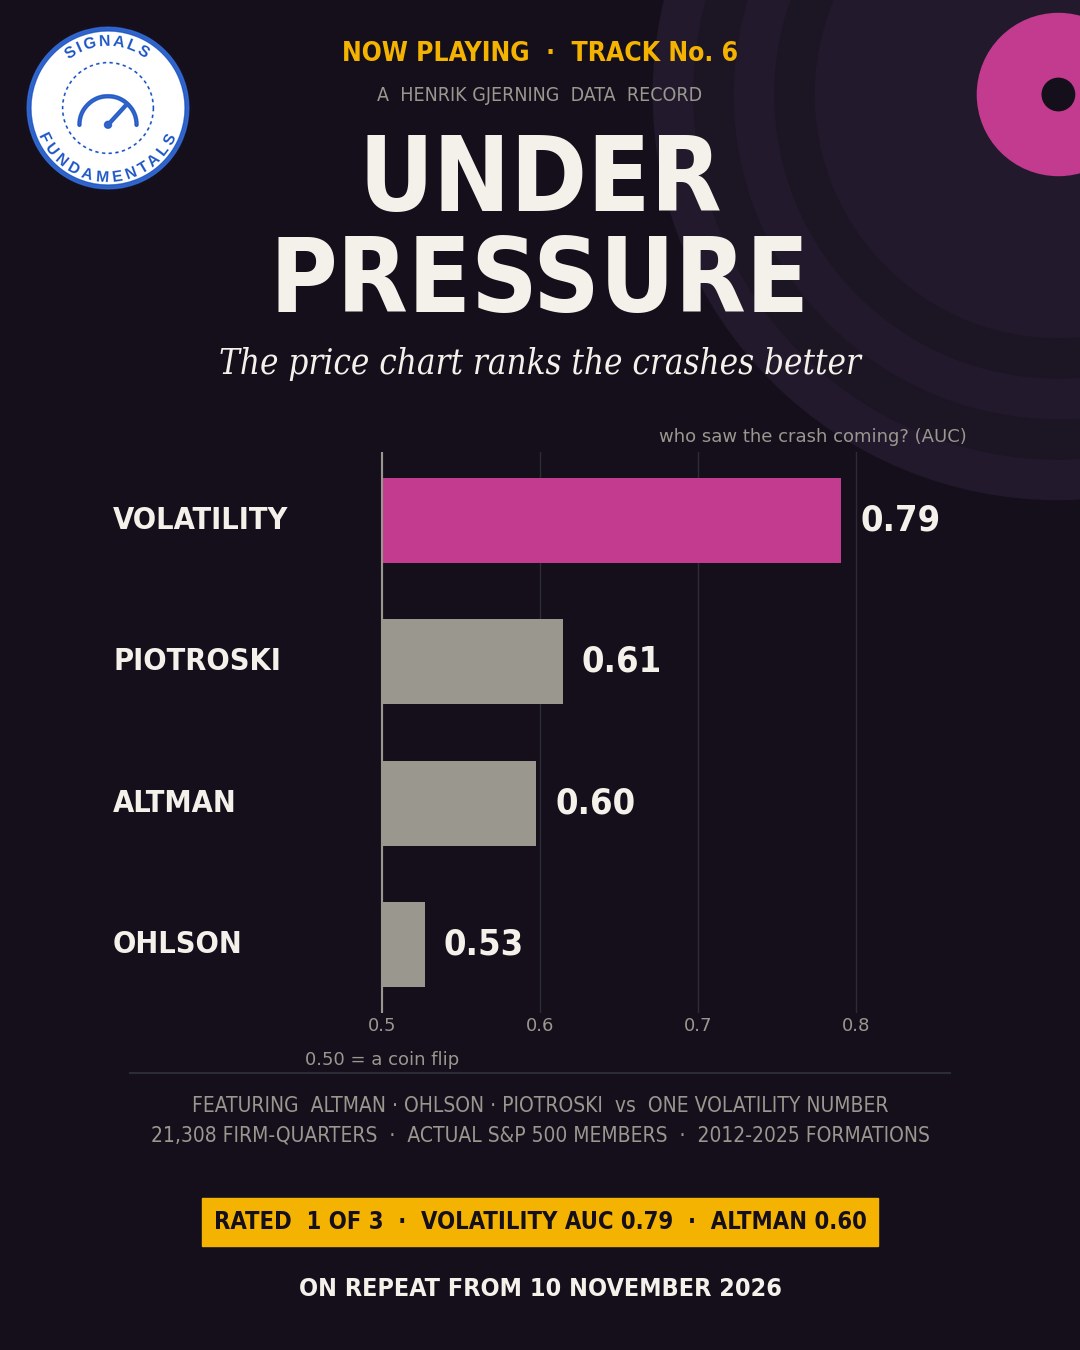 SIGNALS
FUNDAMENTALS
NOW PLAYING · TRACK No. 6
A HENRIK GJERNING DATA RECORD
UNDER
PRESSURE
The price chart ranks the crashes better
who saw the crash coming? (AUC)
VOLATILITY 0.79
PIOTROSKI 0.61
ALTMAN 0.60
OHLSON 0.53
0.5 0.6 0.7 0.8
0.50 = a coin flip
FEATURING ALTMAN · OHLSON · PIOTROSKI vs ONE VOLATILITY NUMBER
21,308 FIRM-QUARTERS · ACTUAL S&P 500 MEMBERS · 2012-2025 FORMATIONS
RATED 1 OF 3 · VOLATILITY AUC 0.79 · ALTMAN 0.60
ON REPEAT FROM 10 NOVEMBER 2026